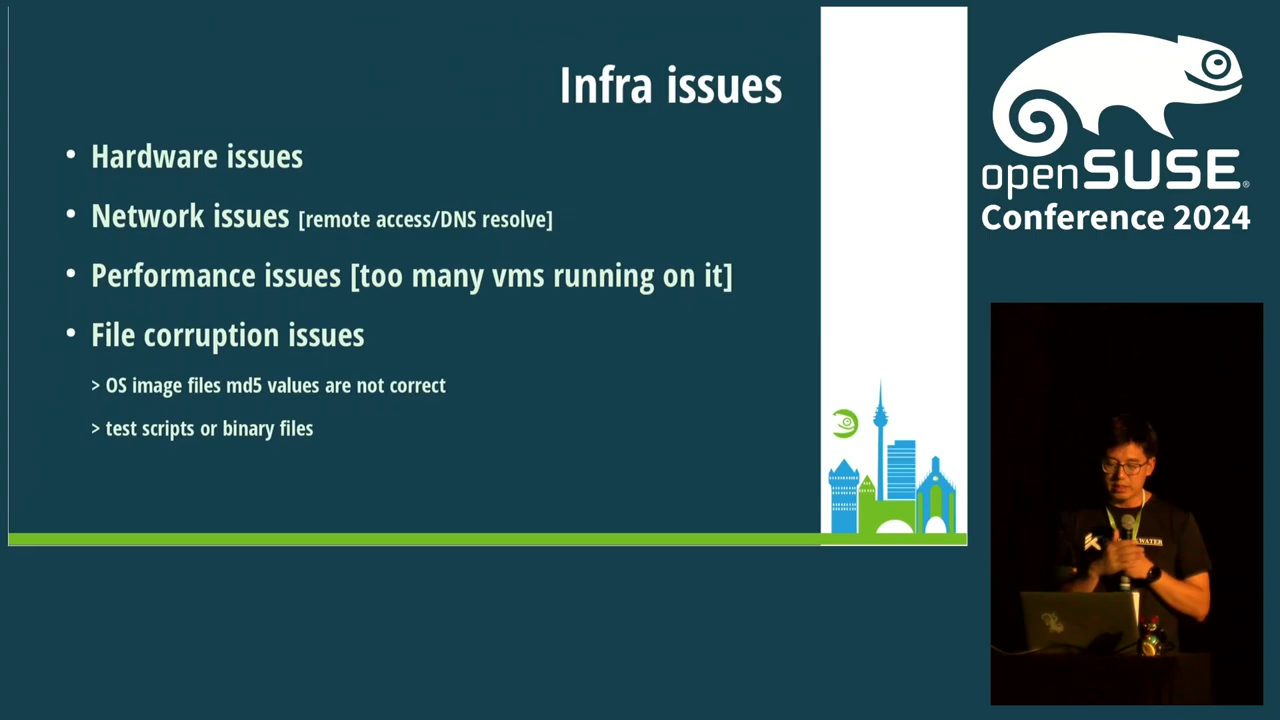 Infra issues
• Hardware issues
• Network issues [remote access/DNS resolve]
• Performance issues [too many vms running on it]
• File corruption issues
> OS image files md5 values are not correct
> test scripts or binary files
openSUSE®
Conference 2024
WATER